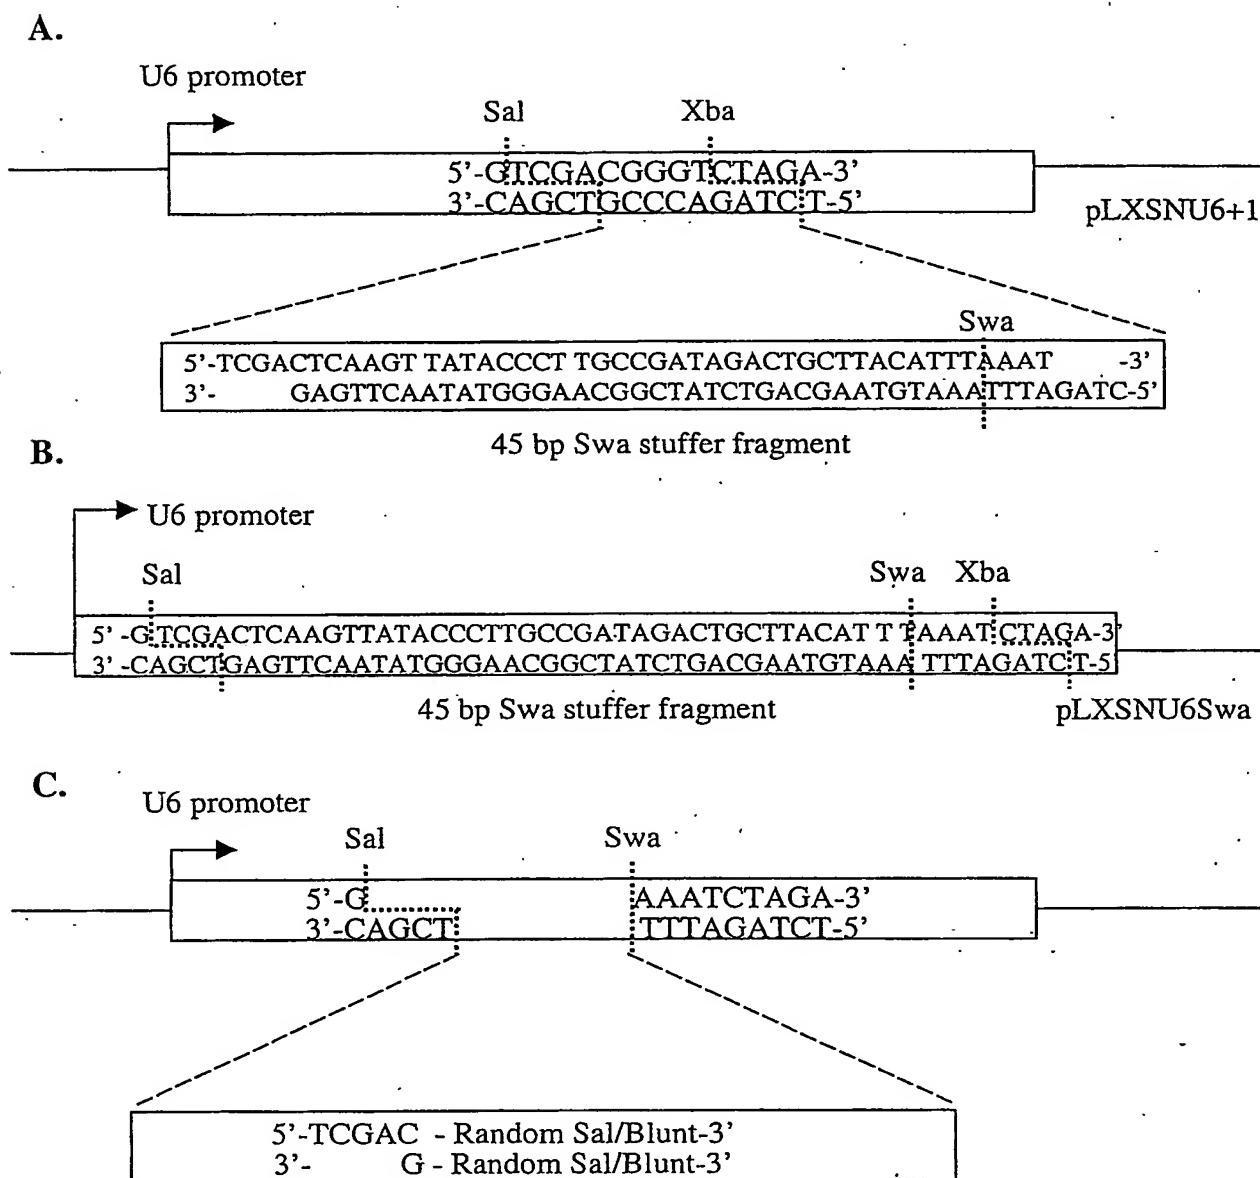 A.
U6 promoter
Sal Xba
5'-GTCGACGGGTCTAGA-3'
3'-CAGCTGCCCAGATCT-5'
pLXSNU6+1
Swa
5'-TCGACTCAAGT TATACCCT TGCCGATAGACTGCTTACATTTAAAT -3'
3'- GAGTTCAATATGGGAACGGCTATCTGACGAATGTAAATTTAGATC-5'
45 bp Swa stuffer fragment
B.
U6 promoter
Sal Swa Xba
5' -GTCGACTCAAGTTATACCCTTGCCGATAGACTGCTTACAT T TAAATCTAGA-3'
3' -CAGCTGAGTTCAATATGGGAACGGCTATCTGACGAATGTAAA TTTAGATCT-5
45 bp Swa stuffer fragment
pLXSNU6Swa
C.
U6 promoter
Sal Swa
5'-G AAATCTAGA-3'
3'-CAGCT TTTAGATCT-5'
5'-TCGAC - Random Sal/Blunt-3'
3'- G - Random Sal/Blunt-3'